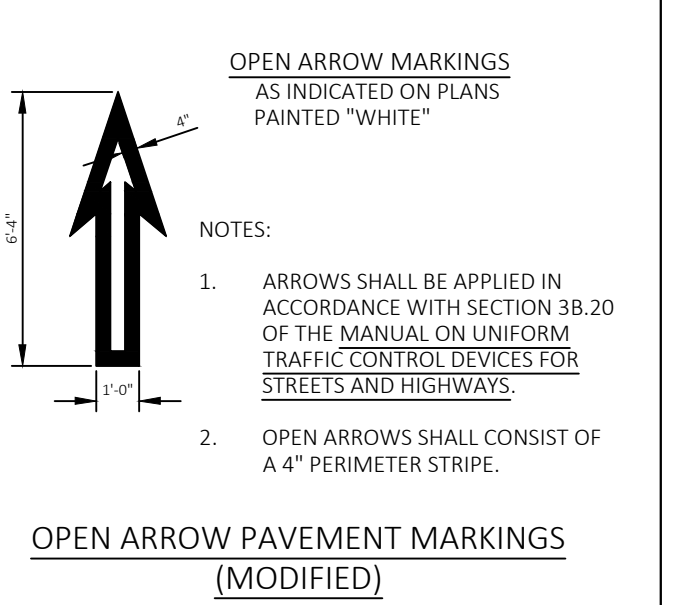 OPEN ARROW MARKINGS
AS INDICATED ON PLANS
PAINTED "WHITE"
4"
6'-4"
1'-0"
NOTES:
1. ARROWS SHALL BE APPLIED IN
ACCORDANCE WITH SECTION 3B.20
OF THE MANUAL ON UNIFORM
TRAFFIC CONTROL DEVICES FOR
STREETS AND HIGHWAYS.
2. OPEN ARROWS SHALL CONSIST OF
A 4" PERIMETER STRIPE.
OPEN ARROW PAVEMENT MARKINGS
(MODIFIED)